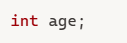 int age;